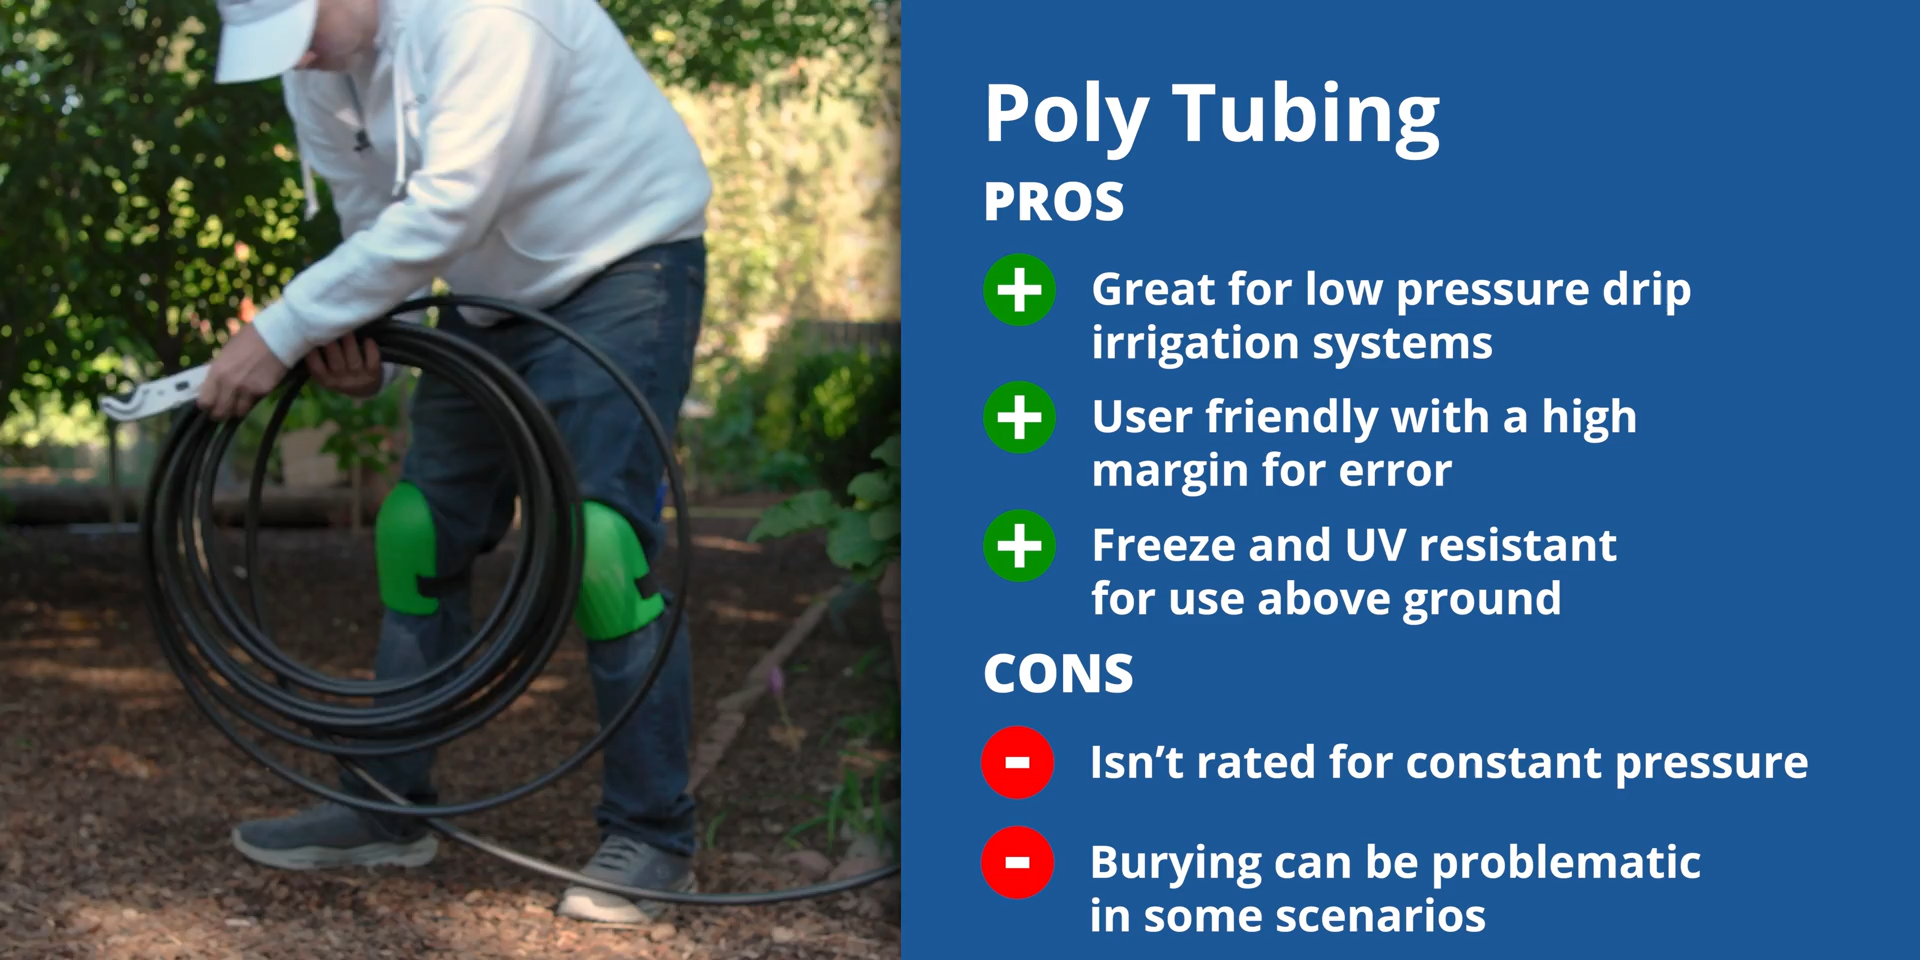 Poly Tubing
PROS
Great for low pressure drip
irrigation systems
User friendly with a high
margin for error
Freeze and UV resistant
for use above ground
CONS
Isn’t rated for constant pressure
Burying can be problematic
in some scenarios